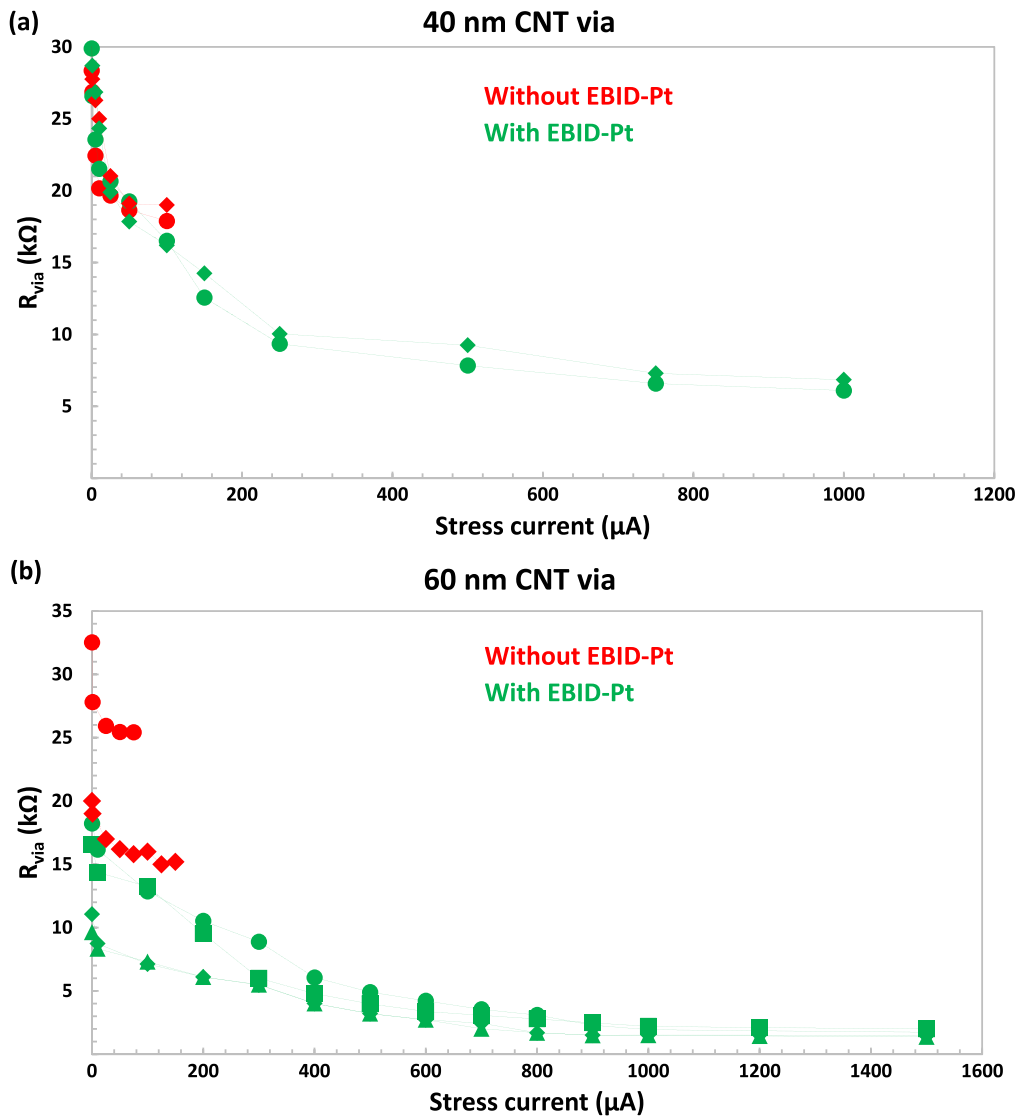 (a)
40 nm CNT via
30
25
20
15
10
5
R_via (kΩ)
Without EBID-Pt
With EBID-Pt
0 200 400 600 800 1000 1200
Stress current (µA)
(b)
60 nm CNT via
35
30
25
20
15
10
5
R_via (kΩ)
Without EBID-Pt
With EBID-Pt
0 200 400 600 800 1000 1200 1400 1600
Stress current (µA)